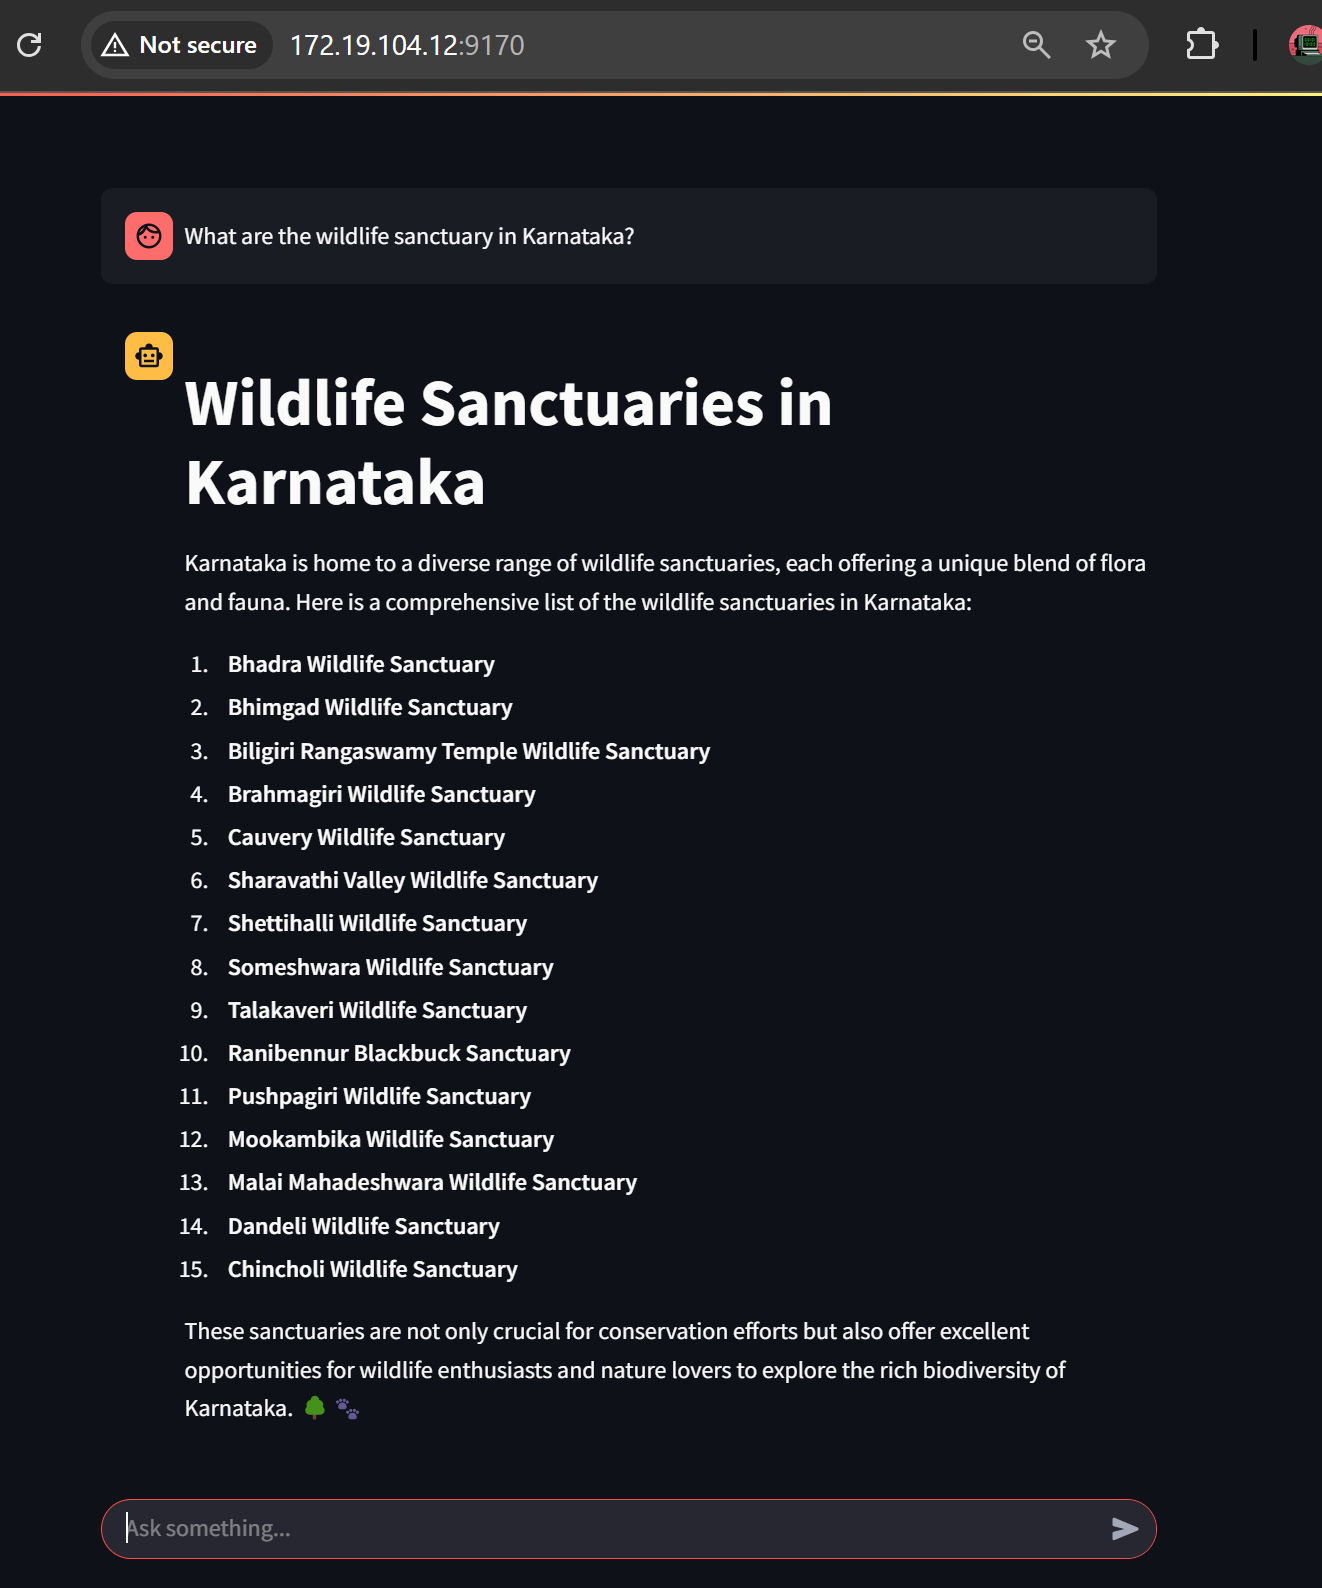 Not secure 172.19.104.12:9170
What are the wildlife sanctuary in Karnataka?
Wildlife Sanctuaries in
Karnataka
Karnataka is home to a diverse range of wildlife sanctuaries, each offering a unique blend of flora
and fauna. Here is a comprehensive list of the wildlife sanctuaries in Karnataka:
1. Bhadra Wildlife Sanctuary
2. Bhimgad Wildlife Sanctuary
3. Biligiri Rangaswamy Temple Wildlife Sanctuary
4. Brahmagiri Wildlife Sanctuary
5. Cauvery Wildlife Sanctuary
6. Sharavathi Valley Wildlife Sanctuary
7. Shettihalli Wildlife Sanctuary
8. Someshwara Wildlife Sanctuary
9. Talakaveri Wildlife Sanctuary
10. Ranibennur Blackbuck Sanctuary
11. Pushpagiri Wildlife Sanctuary
12. Mookambika Wildlife Sanctuary
13. Malai Mahadeshwara Wildlife Sanctuary
14. Dandeli Wildlife Sanctuary
15. Chincholi Wildlife Sanctuary
These sanctuaries are not only crucial for conservation efforts but also offer excellent
opportunities for wildlife enthusiasts and nature lovers to explore the rich biodiversity of
Karnataka. 🌳 🐾
Ask something...